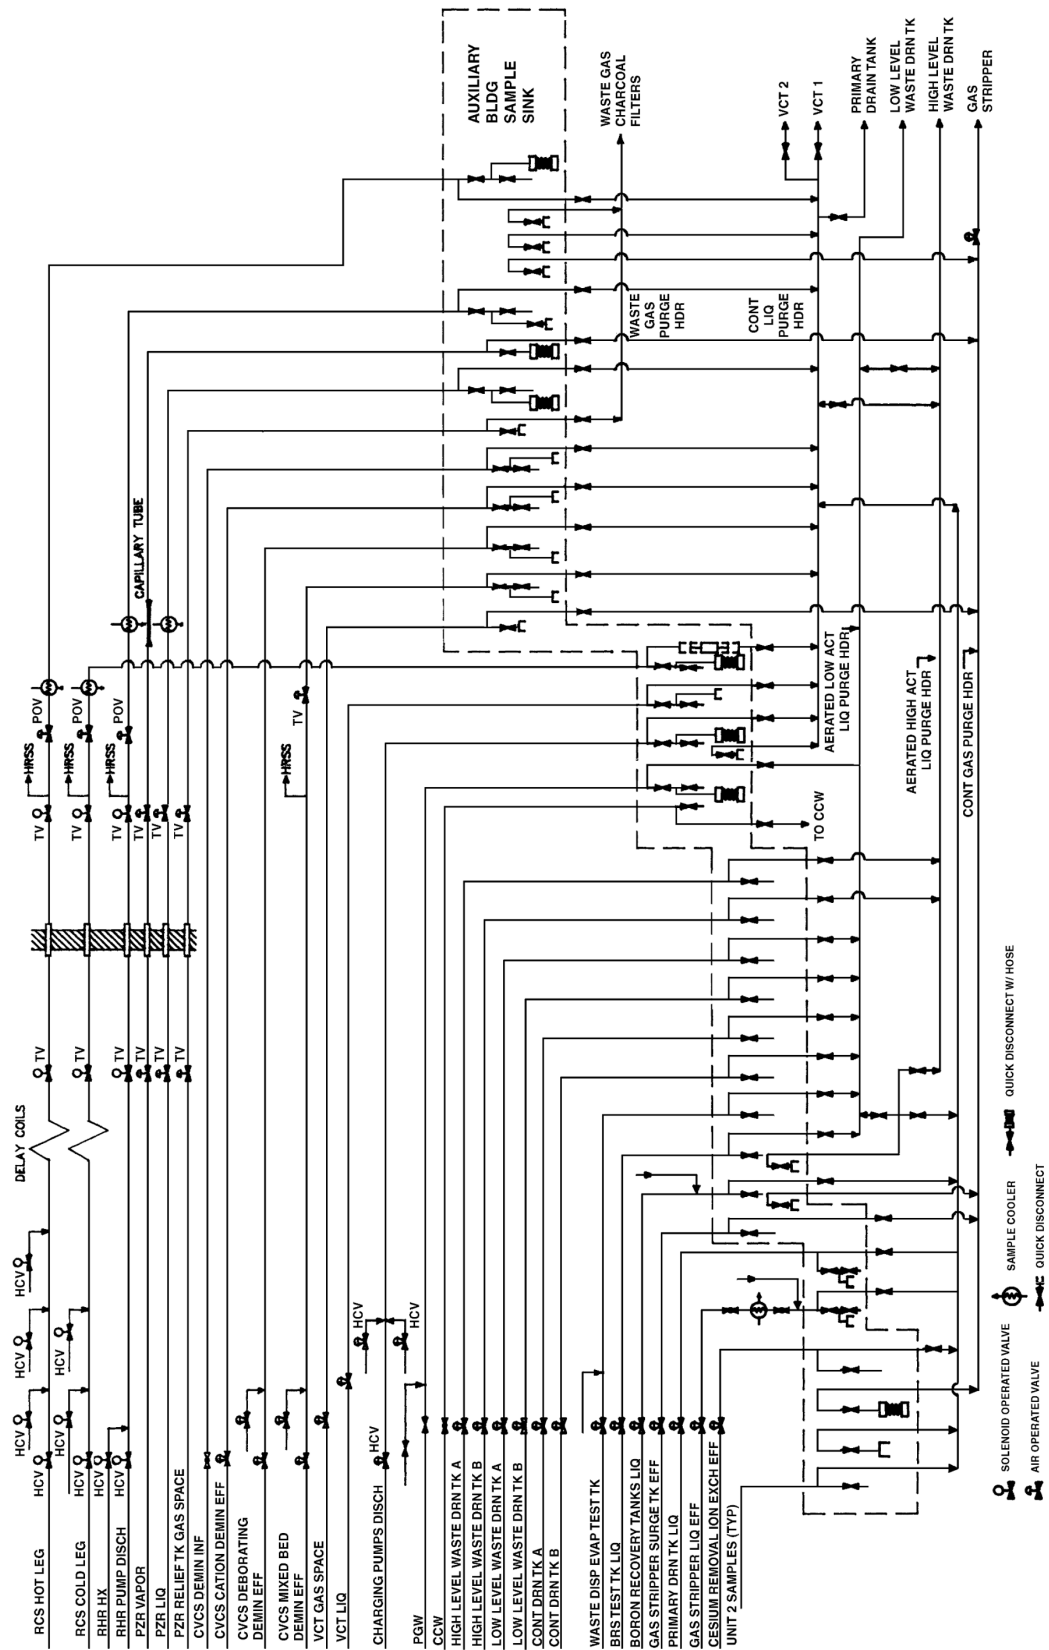 AUXILIARY
BLDG
SAMPLE
SINK
WASTE GAS
CHARCOAL
FILTERS
VCT 2
VCT 1
PRIMARY
DRAIN TANK
LOW LEVEL
WASTE DRN TK
HIGH LEVEL
WASTE DRN TK
GAS
STRIPPER
WASTE
GAS
PURGE
HDR
CONT
LIQ
PURGE
HDR
CAPILLARY TUBE
HRSS
POV
HRSS
POV
HRSS
POV
HRSS
TV
TV
TV
TV
TV
TV
TV
AERATED LOW ACT
LIQ PURGE HDR
AERATED HIGH ACT
LIQ PURGE HDR
CONT GAS PURGE HDR
TO CCW
TV
TV
TV
TV
TV
TV
DELAY COILS
HCV
HCV
HCV
HCV
HCV
HCV
HCV
HCV
HCV
HCV
HCV
HCV
RCS HOT LEG
RCS COLD LEG
RHR HX
RHR PUMP DISCH
PZR VAPOR
PZR LIQ
PZR RELIEF TK GAS SPACE
CVCS DEMIN INF
CVCS CATION DEMIN EFF
CVCS DEBORATING
DEMIN EFF
CVCS MIXED BED
DEMIN EFF
VCT GAS SPACE
VCT LIQ
CHARGING PUMPS DISCH
PGW
CCW
HIGH LEVEL WASTE DRN TK A
HIGH LEVEL WASTE DRN TK B
LOW LEVEL WASTE DRN TK A
LOW LEVEL WASTE DRN TK B
CONT DRN TK A
CONT DRN TK B
WASTE DISP EVAP TEST TK
BRS TEST TK LIQ
BORON RECOVERY TANKS LIQ
GAS STRIPPER SURGE TK EFF
PRIMARY DRN TK LIQ
GAS STRIPPER LIQ EFF
CESIUM REMOVAL ION EXCH EFF
UNIT 2 SAMPLES (TYP)
SOLENOID OPERATED VALVE
AIR OPERATED VALVE
SAMPLE COOLER
QUICK DISCONNECT
QUICK DISCONNECT W/ HOSE